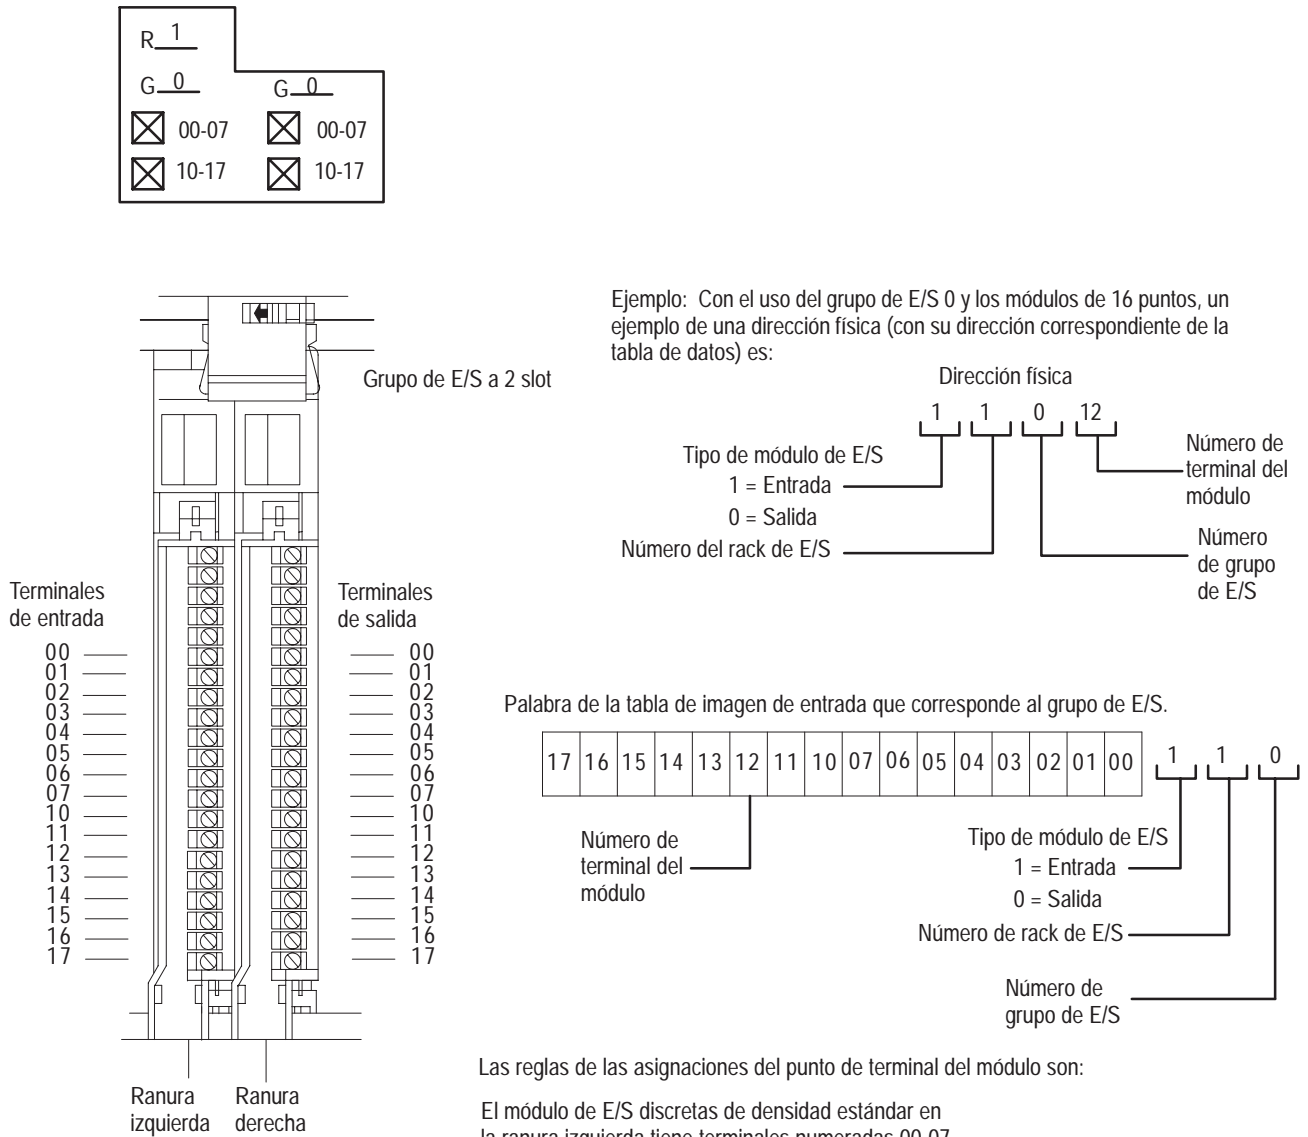 R 1
G 0 G 0
00-07 00-07
10-17 10-17
Ejemplo: Con el uso del grupo de E/S 0 y los módulos de 16 puntos, un
ejemplo de una dirección física (con su dirección correspondiente de la
tabla de datos) es:
Grupo de E/S a 2 slot
Dirección física
1 1 0 12
Tipo de módulo de E/S
1 = Entrada
0 = Salida
Número del rack de E/S
Número de
terminal del
módulo
Número
de grupo
de E/S
Terminales
de entrada
00
01
02
03
04
05
06
07
10
11
12
13
14
15
16
17
Terminales
de salida
00
01
02
03
04
05
06
07
10
11
12
13
14
15
16
17
Palabra de la tabla de imagen de entrada que corresponde al grupo de E/S.
17 16 15 14 13 12 11 10 07 06 05 04 03 02 01 00 1 1 0
Número de
terminal del
módulo
Tipo de módulo de E/S
1 = Entrada
0 = Salida
Número de rack de E/S
Número de
grupo de E/S
Ranura
izquierda
Ranura
derecha
Las reglas de las asignaciones del punto de terminal del módulo son:
El módulo de E/S discretas de densidad estándar en
la ranura izquierda tiene terminales numeradas 00-07